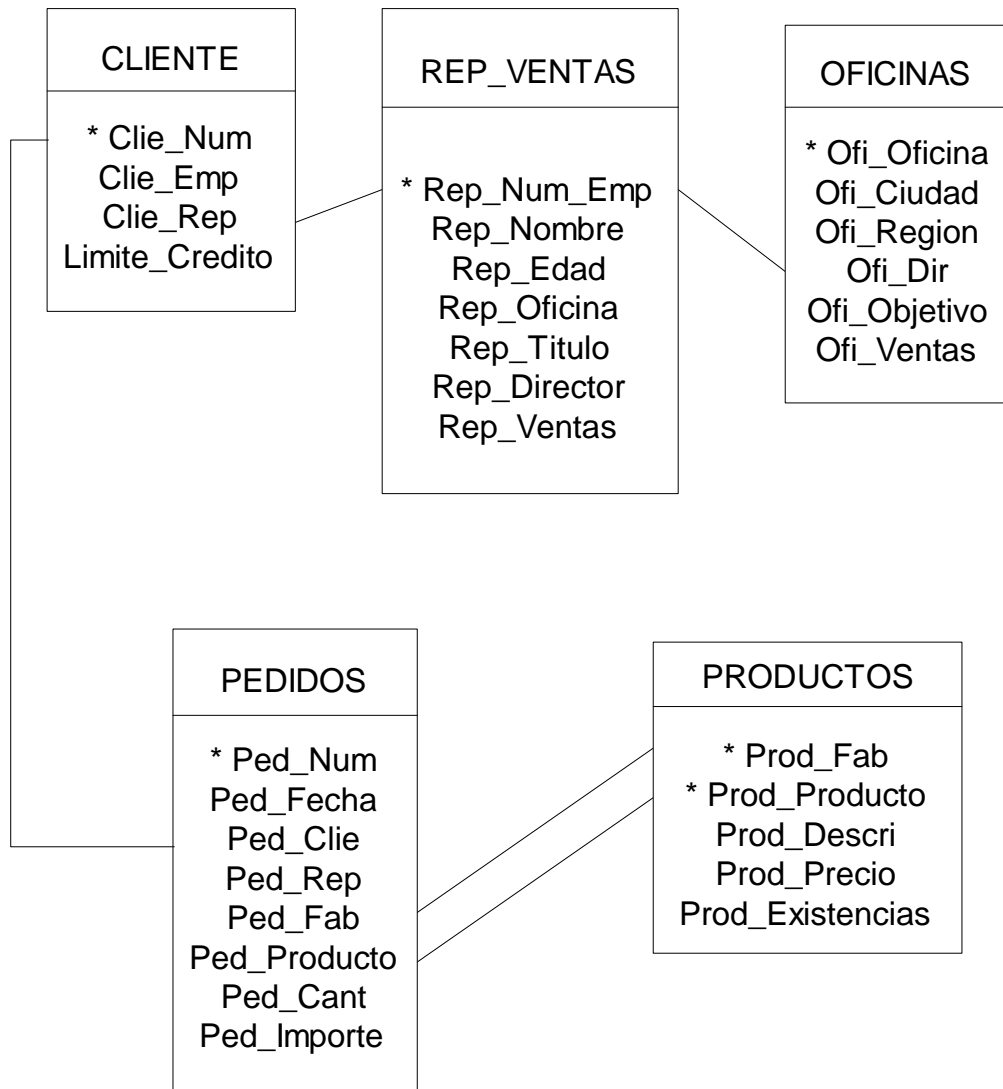 CLIENTE
* Clie_Num
Clie_Emp
Clie_Rep
Limite_Credito
REP_VENTAS
* Rep_Num_Emp
Rep_Nombre
Rep_Edad
Rep_Oficina
Rep_Titulo
Rep_Director
Rep_Ventas
OFICINAS
* Ofi_Oficina
Ofi_Ciudad
Ofi_Region
Ofi_Dir
Ofi_Objetivo
Ofi_Ventas
PEDIDOS
* Ped_Num
Ped_Fecha
Ped_Clie
Ped_Rep
Ped_Fab
Ped_Producto
Ped_Cant
Ped_Importe
PRODUCTOS
* Prod_Fab
* Prod_Producto
Prod_Descri
Prod_Precio
Prod_Existencias